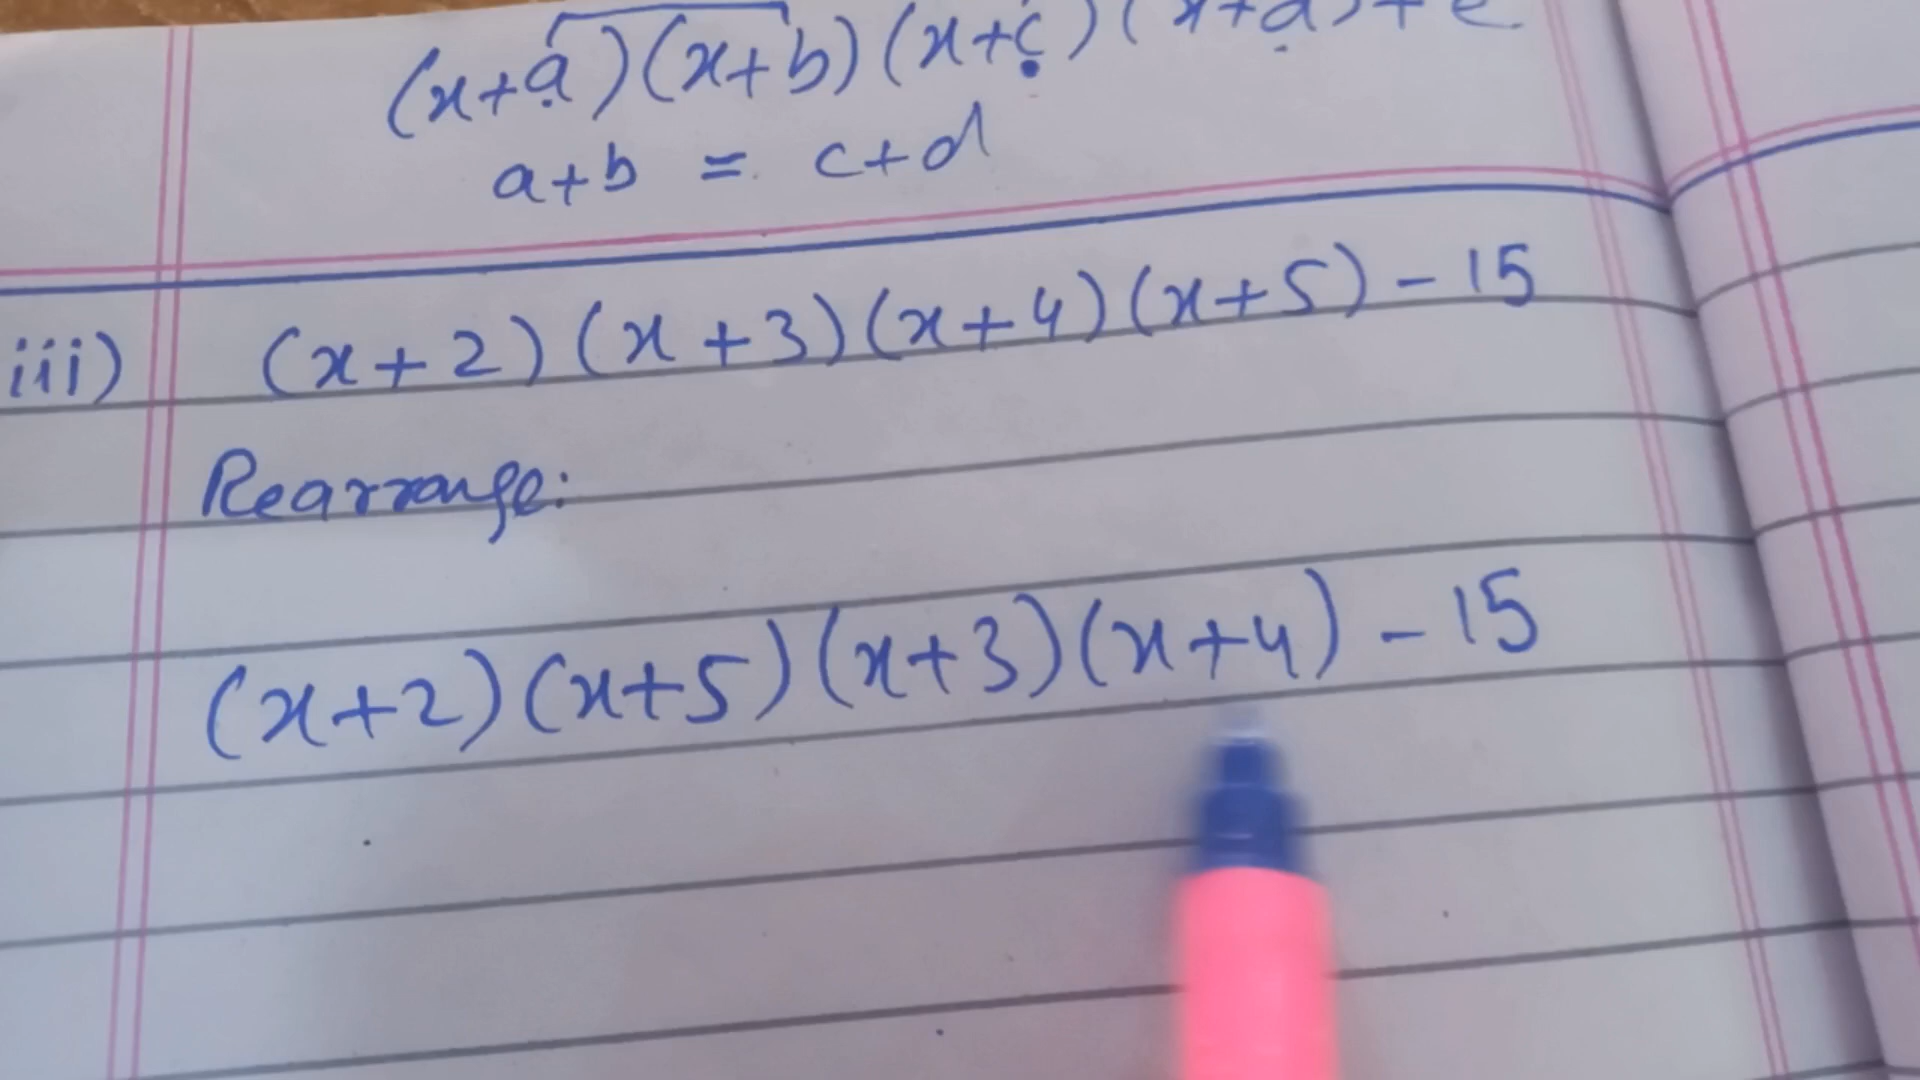 (x+a)(x+b)(x+c)(x+d)+e
a+b = c+d
iii) (x+2)(x+3)(x+4)(x+5)-15
Rearrange:
(x+2)(x+5)(x+3)(x+4)-15